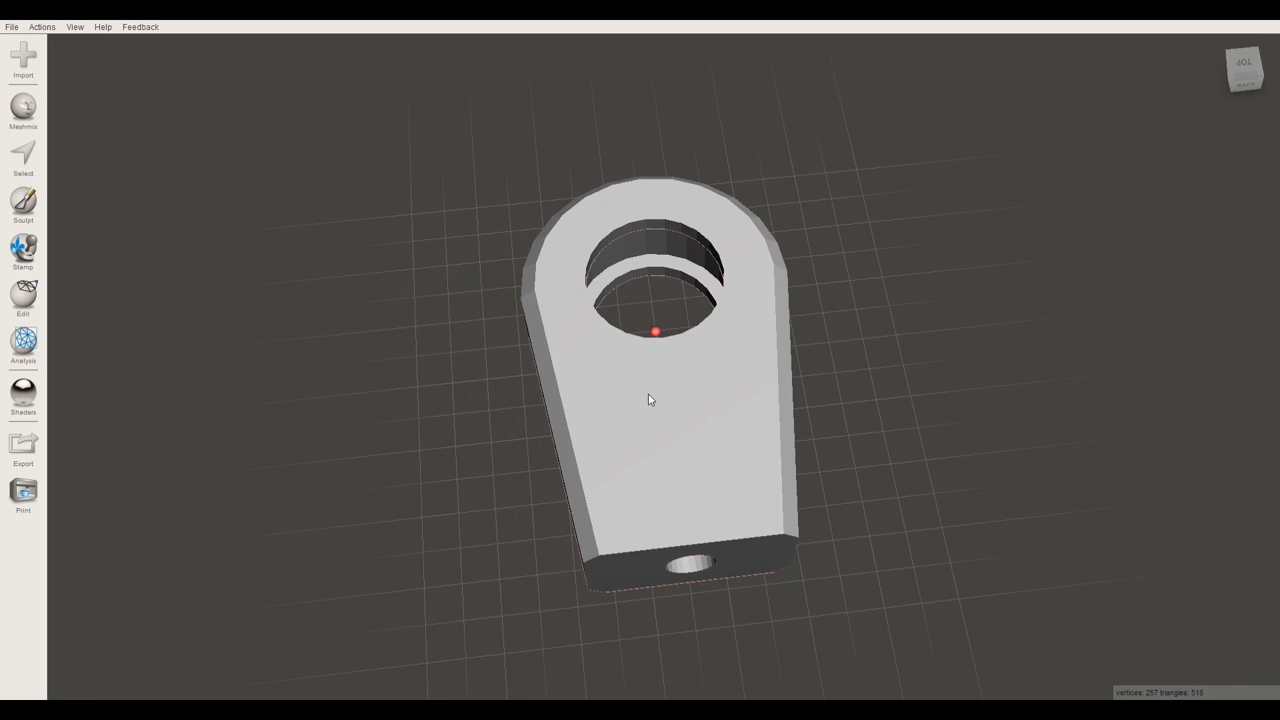 File Actions View Help Feedback
Import
Meshmix
Select
Sculpt
Stamp
Edit
Analysis
Shaders
Export
Print
TOP
vertices: 257 triangles: 518